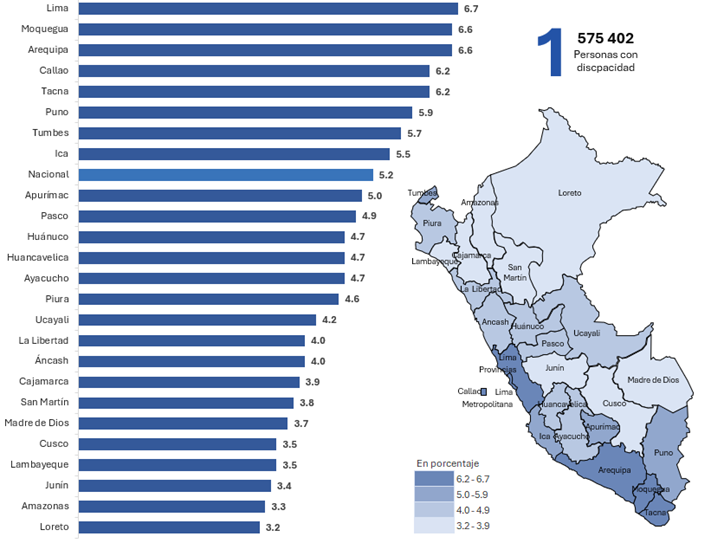 Lima 6.7
Moquegua 6.6
Arequipa 6.6
Callao 6.2
Tacna 6.2
Puno 5.9
Tumbes 5.7
Ica 5.5
Nacional 5.2
Apurímac 5.0
Pasco 4.9
Huánuco 4.7
Huancavelica 4.7
Ayacucho 4.7
Piura 4.6
Ucayali 4.2
La Libertad 4.0
Áncash 4.0
Cajamarca 3.9
San Martín 3.8
Madre de Dios 3.7
Cusco 3.5
Lambayeque 3.5
Junín 3.4
Amazonas 3.3
Loreto 3.2
1 575 402
Personas con
discpacidad
Loreto
Tumbes
Amazonas
Piura
Cajamarca
Lambayeque
San
Martín
La Libertad
Ancash
Huánuco
Ucayali
Pasco
Lima
Provincias
Junín
Madre de Dios
Callao
Lima
Metropolitana
Huancavelica
Cusco
Ica
Ayacucho
Apurímac
Puno
Arequipa
Moquegua
Tacna
En porcentaje
6.2 - 6.7
5.0 -5.9
4.0 - 4.9
3.2 - 3.9